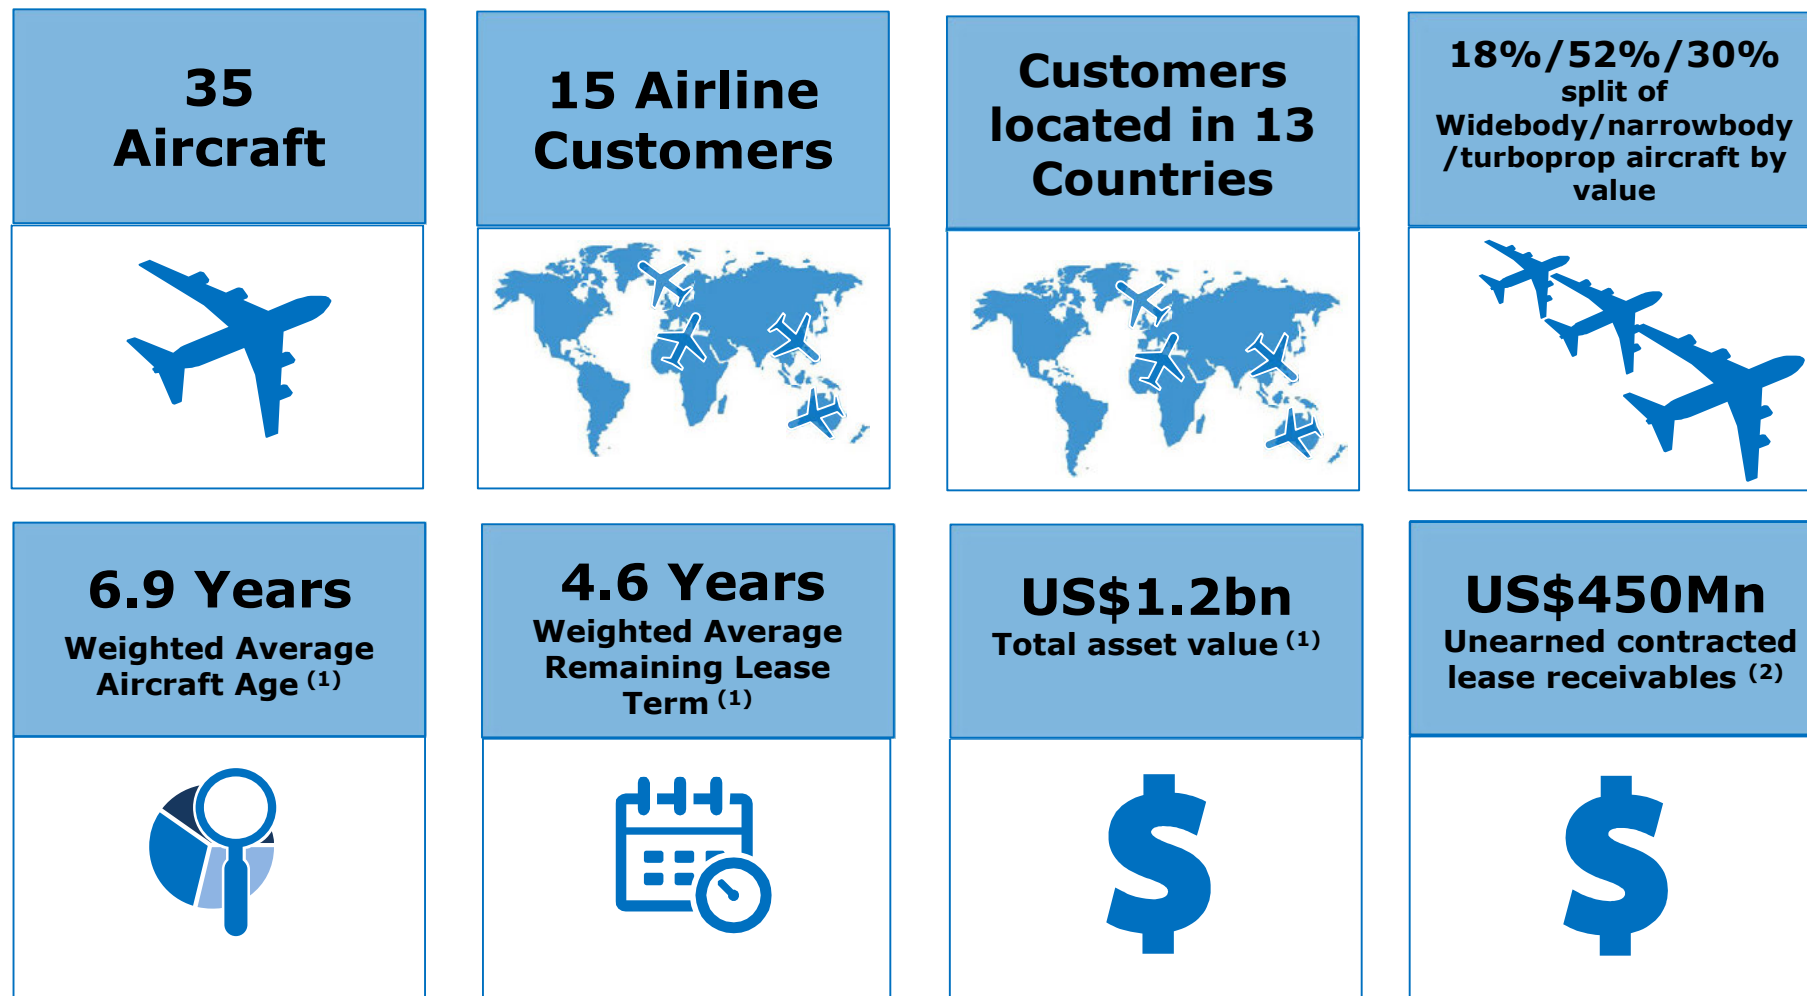 35
Aircraft
15 Airline
Customers
Customers
located in 13
Countries
18%/52%/30%
split of
Widebody/narrowbody
/turboprop aircraft by
value
6.9 Years
Weighted Average
Aircraft Age (1)
4.6 Years
Weighted Average
Remaining Lease
Term (1)
US$1.2bn
Total asset value (1)
US$450Mn
Unearned contracted
lease receivables (2)